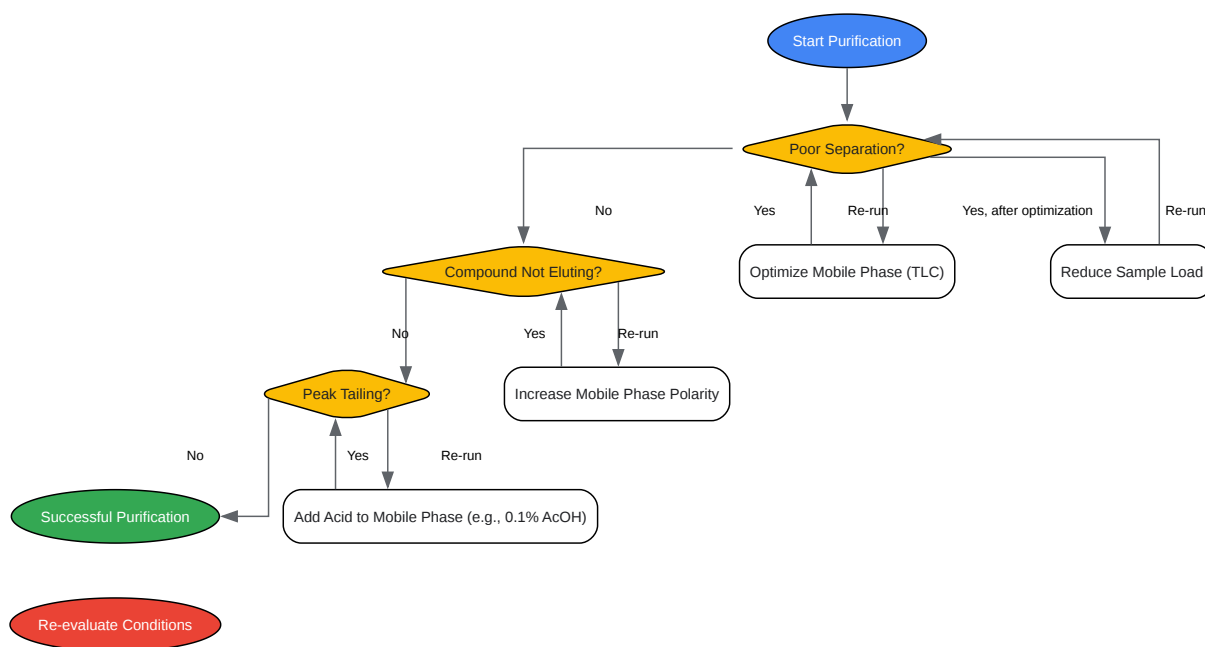 Start Purification
Poor Separation?
No
Yes
Re-run
Yes, after optimization
Re-run
Compound Not Eluting?
Optimize Mobile Phase (TLC)
Reduce Sample Load
No
Yes
Re-run
Peak Tailing?
Increase Mobile Phase Polarity
No
Yes
Re-run
Successful Purification
Add Acid to Mobile Phase (e.g., 0.1% AcOH)
Re-evaluate Conditions